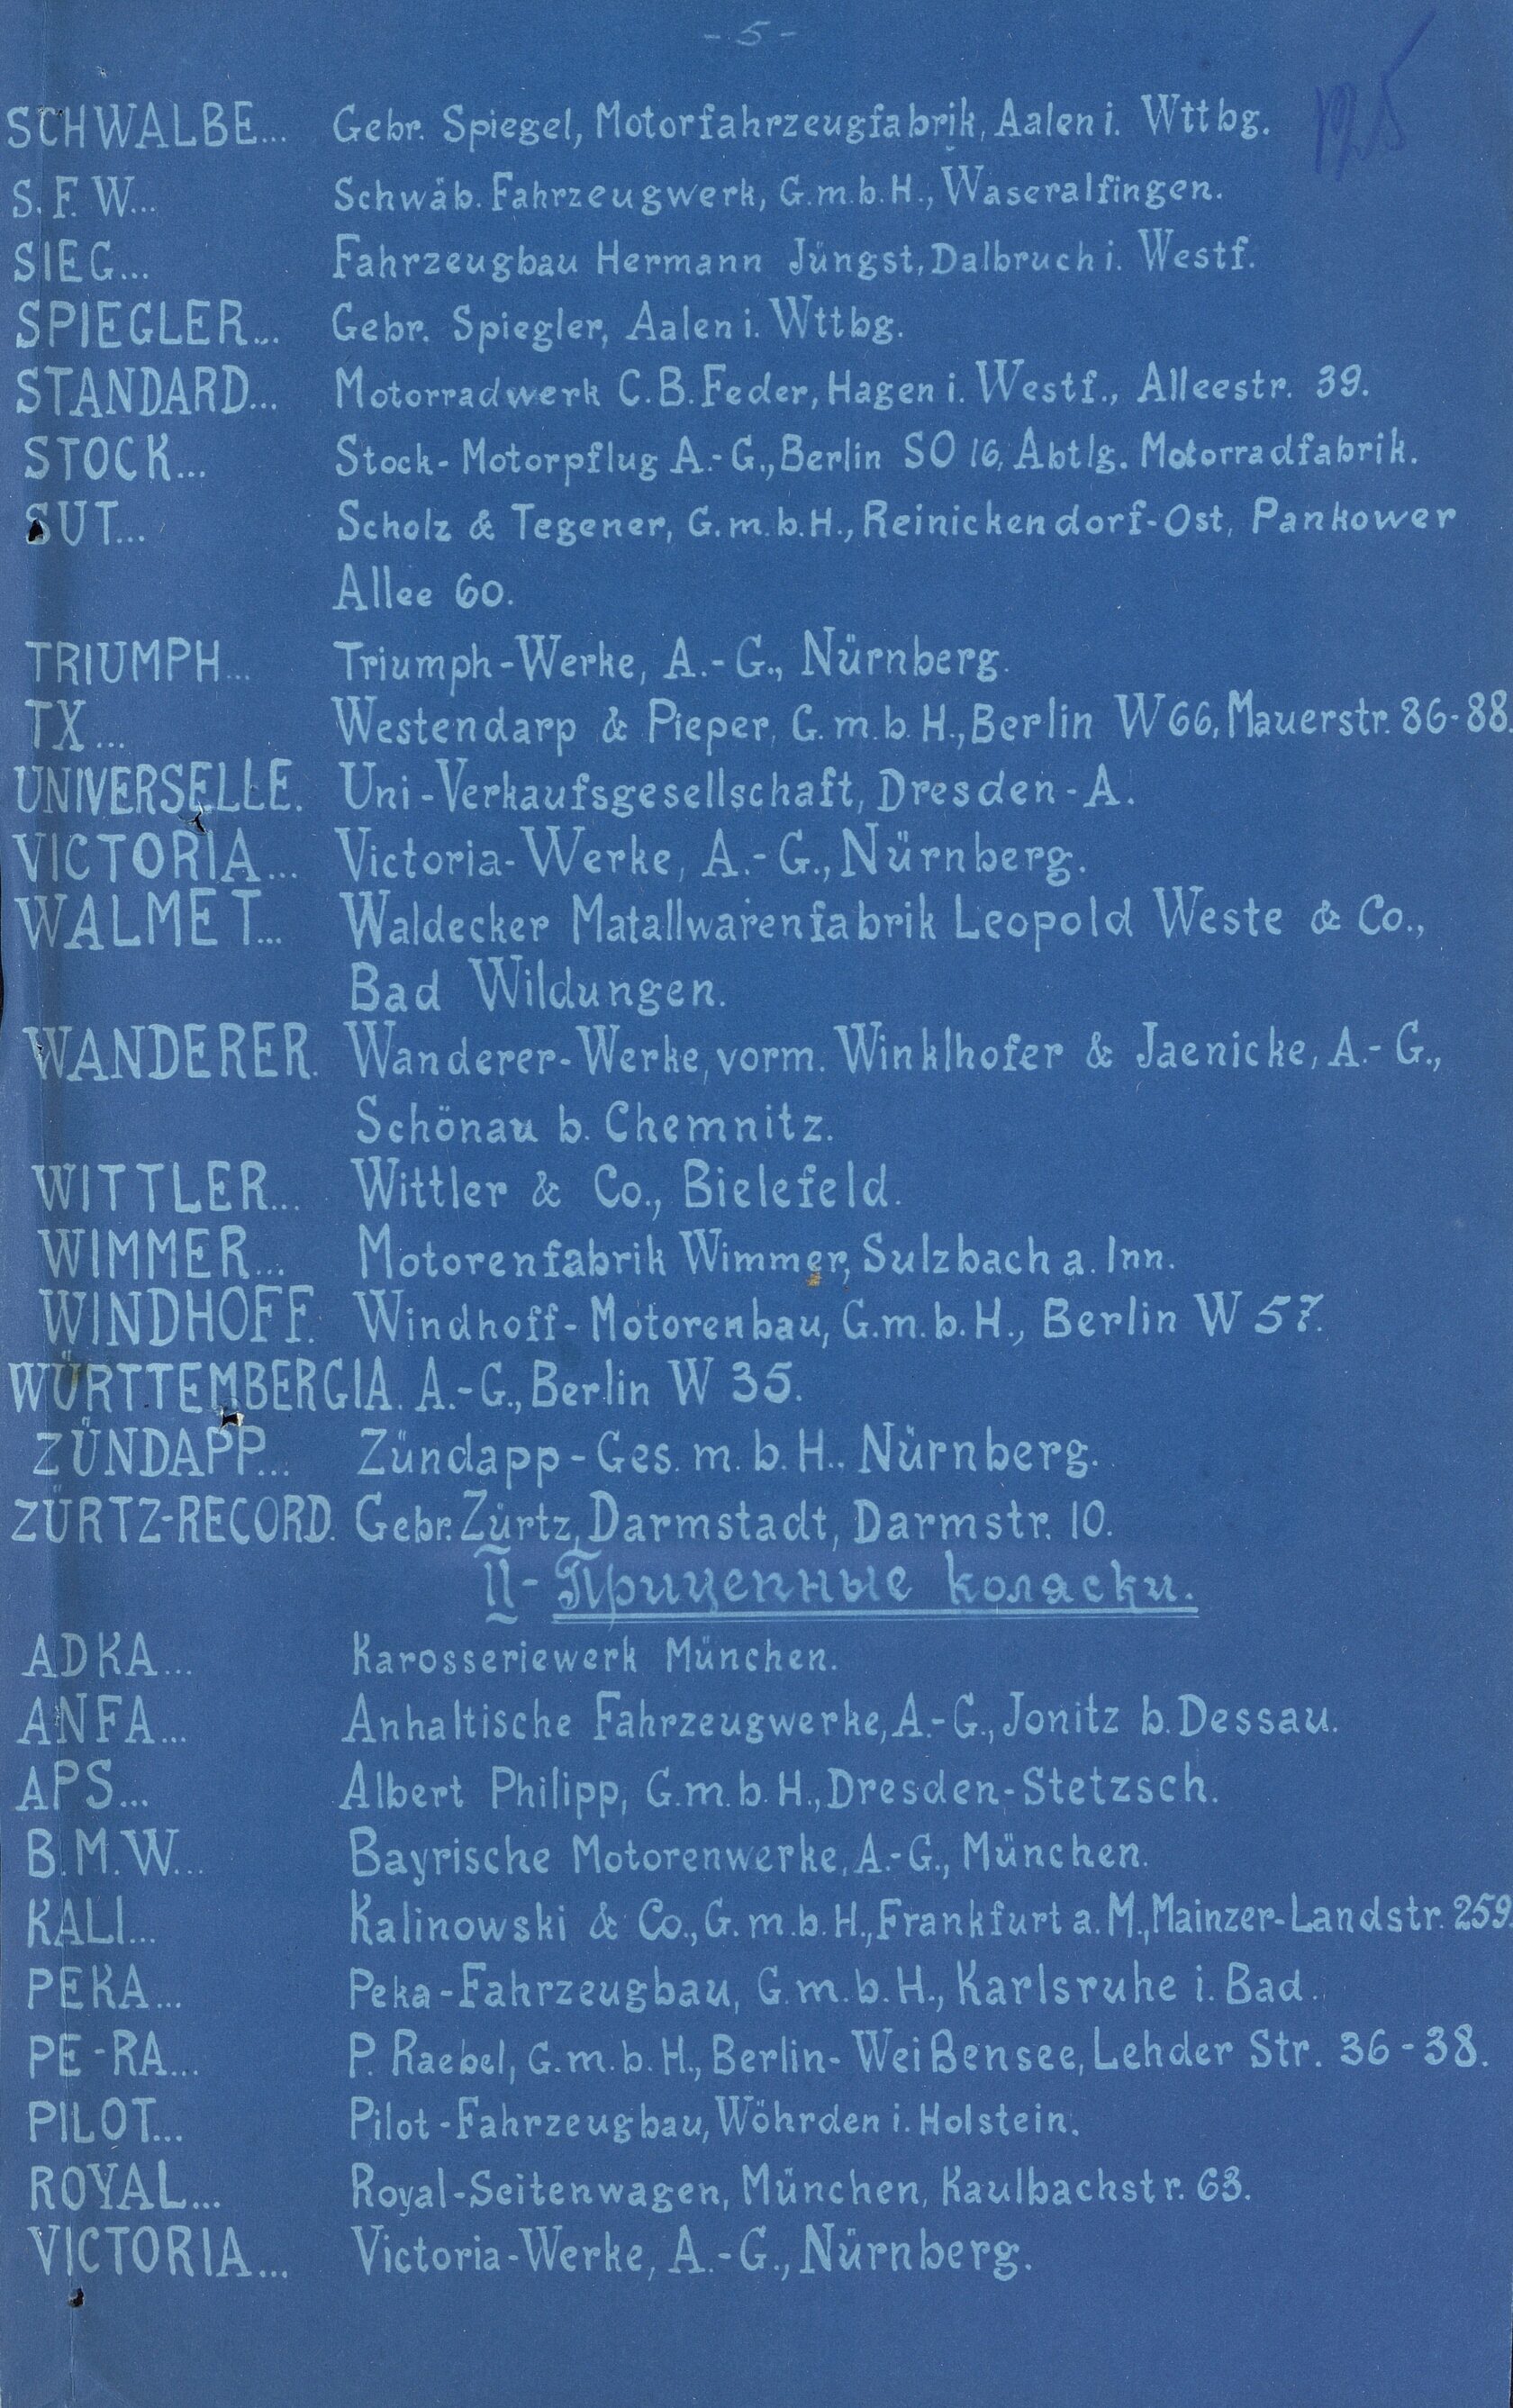 - 5 -
125
SCHWALBE... Gebr. Spiegel, Motorfahrzeugfabrik, Aalen i. Wttbg.
S.F.W... Schwäb. Fahrzeugwerk, G.m.b.H., Waseralfingen.
SIEG... Fahrzeugbau Hermann Jüngst, Dalbruch i. Westf.
SPIEGLER... Gebr. Spiegler, Aalen i. Wttbg.
STANDARD... Motorradwerk C.B. Feder, Hagen i. Westf., Alleestr. 39.
STOCK... Stock-Motorpflug A.-G., Berlin SO 16, Abtlg. Motorradfabrik.
SUT... Scholz & Tegener, G.m.b.H., Reinickendorf-Ost, Pankower
Allee 60.
TRIUMPH... Triumph-Werke, A.-G., Nürnberg.
TX... Westendarp & Pieper, G.m.b.H., Berlin W66, Mauerstr. 86-88.
UNIVERSELLE. Uni-Verkaufsgesellschaft, Dresden-A.
VICTORIA... Victoria-Werke, A.-G., Nürnberg.
WALMET... Waldecker Matallwarenfabrik Leopold Weste & Co.,
Bad Wildungen.
WANDERER. Wanderer-Werke, vorm. Winklhofer & Jaenicke, A.-G.,
Schönau b. Chemnitz.
WITTLER... Wittler & Co., Bielefeld.
WIMMER... Motorenfabrik Wimmer, Sulzbach a. Inn.
WINDHOFF. Windhoff-Motorenbau, G.m.b.H., Berlin W 57.
WÜRTTEMBERGIA. A.-G., Berlin W 35.
ZÜNDAPP... Zündapp-Ges. m. b. H.. Nürnberg.
ZÜRTZ-RECORD. Gebr. Zürtz, Darmstadt, Darmstr. 10.
II- Прицепные коляски.
ADKA... Karosseriewerk München.
ANFA... Anhaltische Fahrzeugwerke, A.-G., Jonitz b. Dessau.
APS... Albert Philipp, G.m.b.H., Dresden-Stetzsch.
B.M.W... Bayrische Motorenwerke, A.-G., München.
KALI... Kalinowski & Co., G.m.b.H., Frankfurt a. M., Mainzer-Landstr. 259.
PEKA... Peka-Fahrzeugbau, G.m.b.H., Karlsruhe i. Bad.
PE-RA... P. Raebel, G.m.b.H., Berlin-Weißensee, Lehder Str. 36-38.
PILOT... Pilot-Fahrzeugbau, Wöhrden i. Holstein.
ROYAL... Royal-Seitenwagen, München, Kaulbachstr. 63.
VICTORIA... Victoria-Werke, A.-G., Nürnberg.